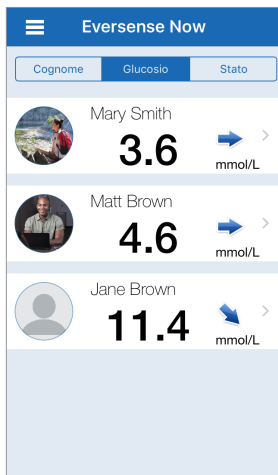 Eversense Now
Cognome Glucosio Stato
Mary Smith
3.6
mmol/L
Matt Brown
4.6
mmol/L
Jane Brown
11.4
mmol/L